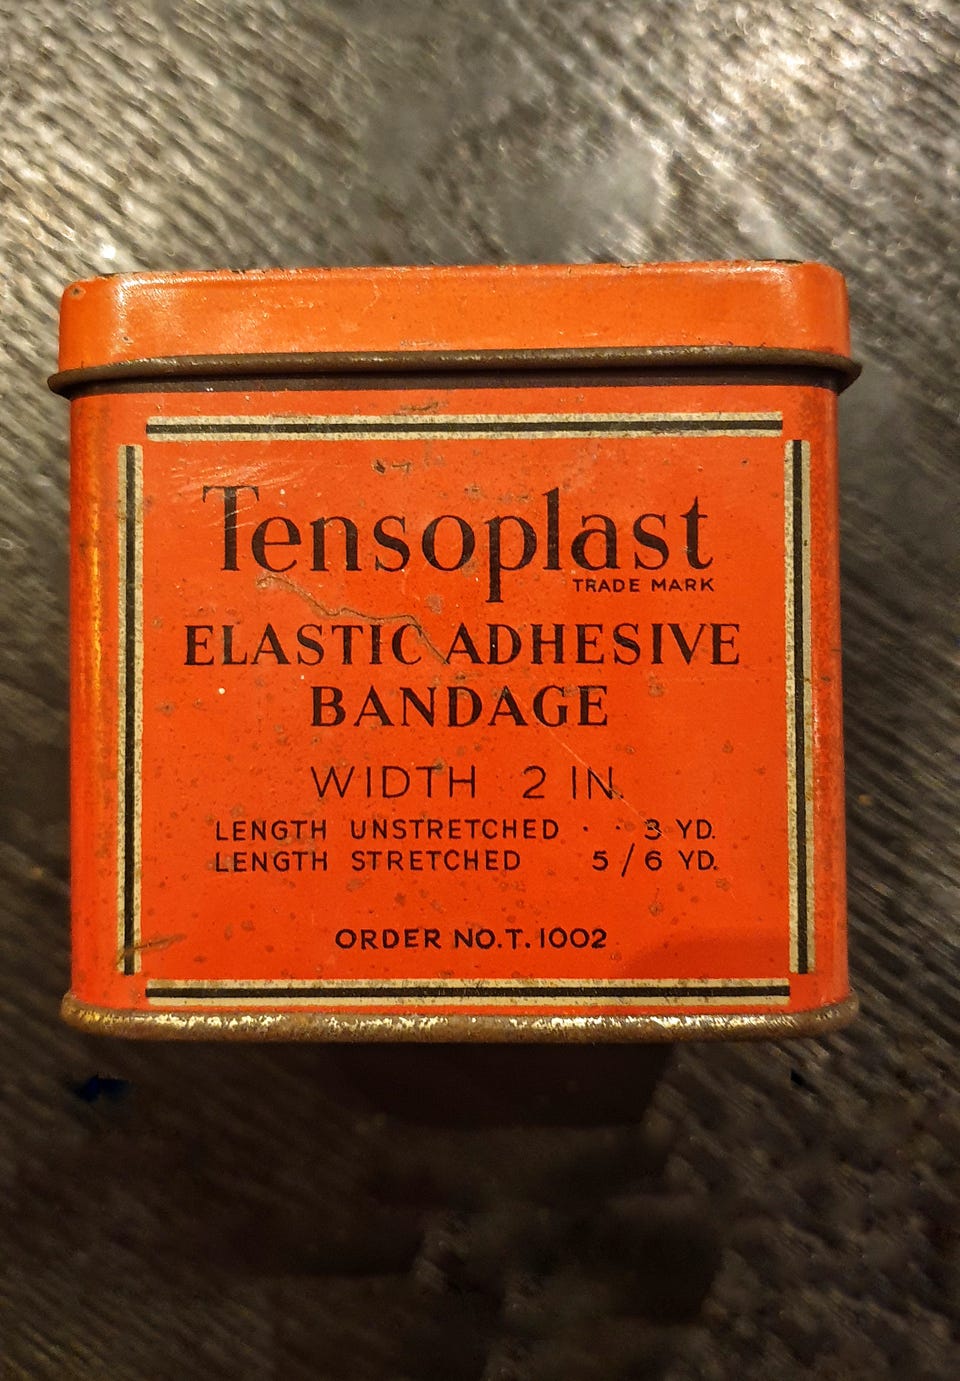 Tensoplast
TRADE MARK
ELASTIC ADHESIVE
BANDAGE
WIDTH 2 IN.
LENGTH UNSTRETCHED · · 3 YD.
LENGTH STRETCHED 5/6 YD.
ORDER NO.T.1002